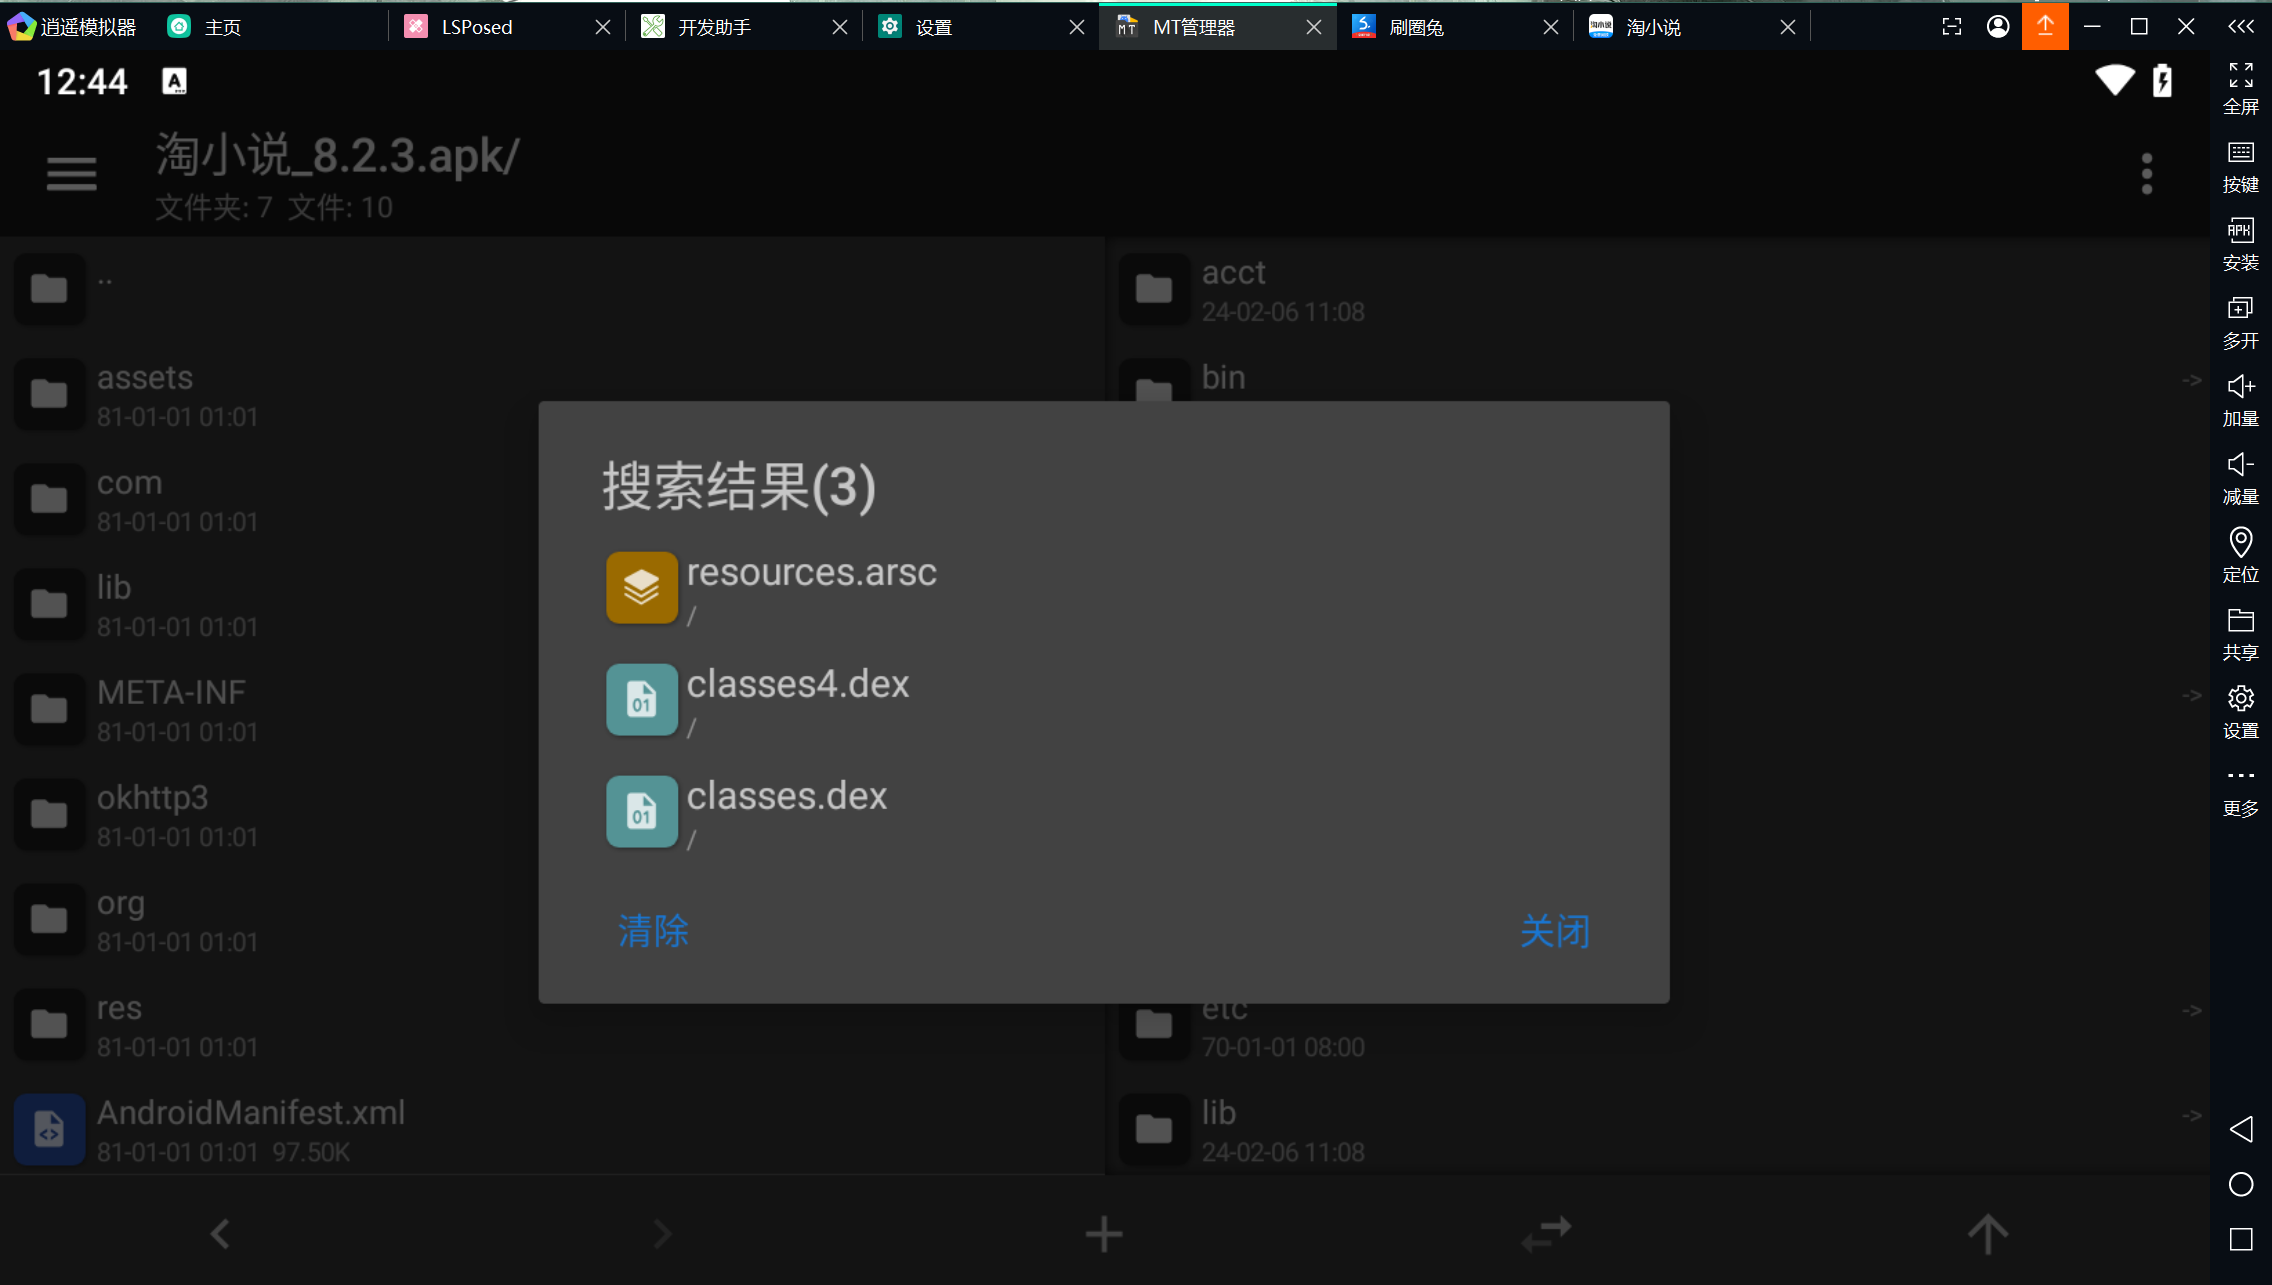 逍遥模拟器
主页
LSPosed
开发助手
设置
MT管理器
刷圈兔
淘小说
12:44
淘小说_8.2.3.apk/
文件夹: 7 文件: 10
..
assets
81-01-01 01:01
com
81-01-01 01:01
lib
81-01-01 01:01
META-INF
81-01-01 01:01
okhttp3
81-01-01 01:01
org
81-01-01 01:01
res
81-01-01 01:01
AndroidManifest.xml
81-01-01 01:01 97.50K
acct
24-02-06 11:08
bin
->
->
etc
->
70-01-01 08:00
lib
->
24-02-06 11:08
搜索结果(3)
resources.arsc
/
classes4.dex
/
classes.dex
/
清除
关闭
全屏
按键
安装
多开
加量
减量
定位
共享
设置
更多